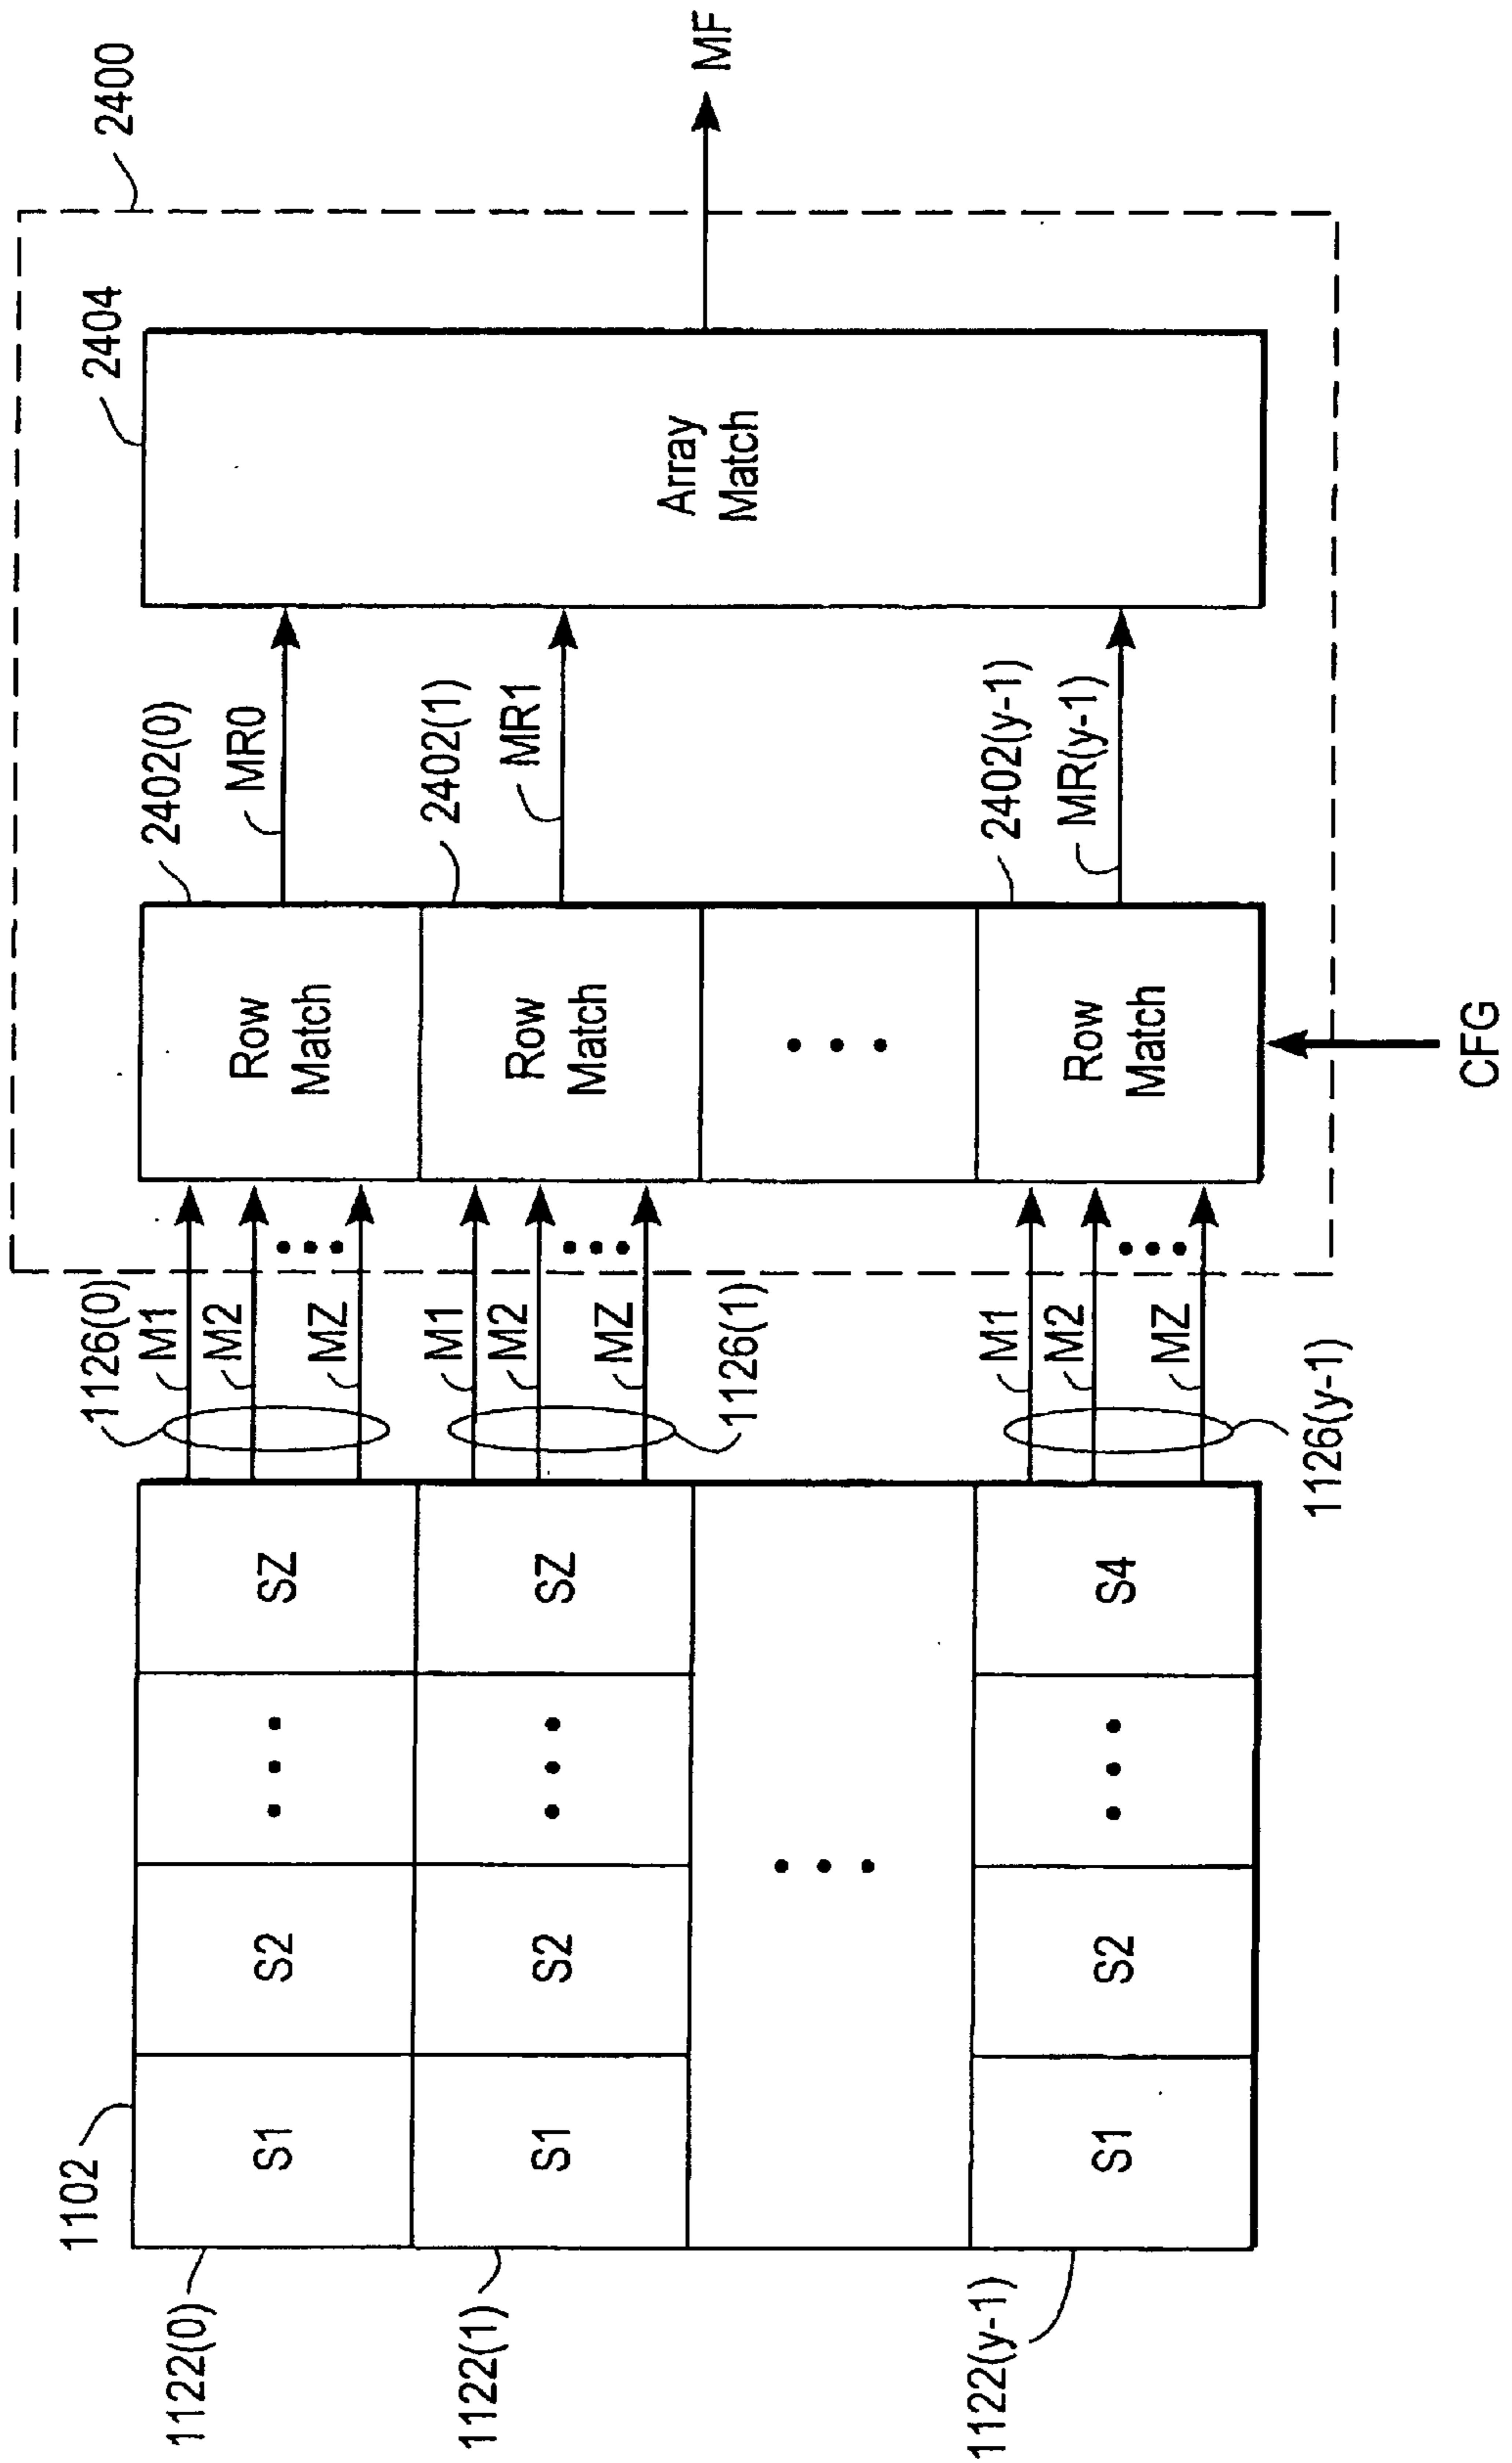 2400
2404
MF
Array
Match
2402(0)
MR0
2402(1)
MR1
2402(y-1)
MR(y-1)
Row
Match
Row
Match
Row
Match
CFG
1126(0)
M1
M2
MZ
M1
M2
MZ
1126(1)
M1
M2
MZ
1126(y-1)
1102
S1
S2
SZ
S1
S2
SZ
S1
S2
S4
1122(0)
1122(1)
1122(y-1)